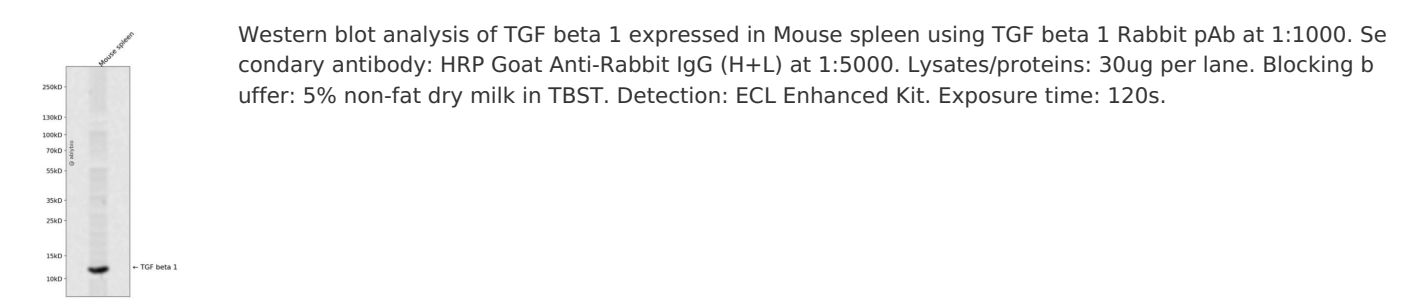 Mouse spleen
Western blot analysis of TGF beta 1 expressed in Mouse spleen using TGF beta 1 Rabbit pAb at 1:1000. Se
condary antibody: HRP Goat Anti-Rabbit IgG (H+L) at 1:5000. Lysates/proteins: 30ug per lane. Blocking b
uffer: 5% non-fat dry milk in TBST. Detection: ECL Enhanced Kit. Exposure time: 120s.
250kD
130kD
100kD
70kD
55kD
35kD
25kD
15kD
← TGF beta 1
10kD